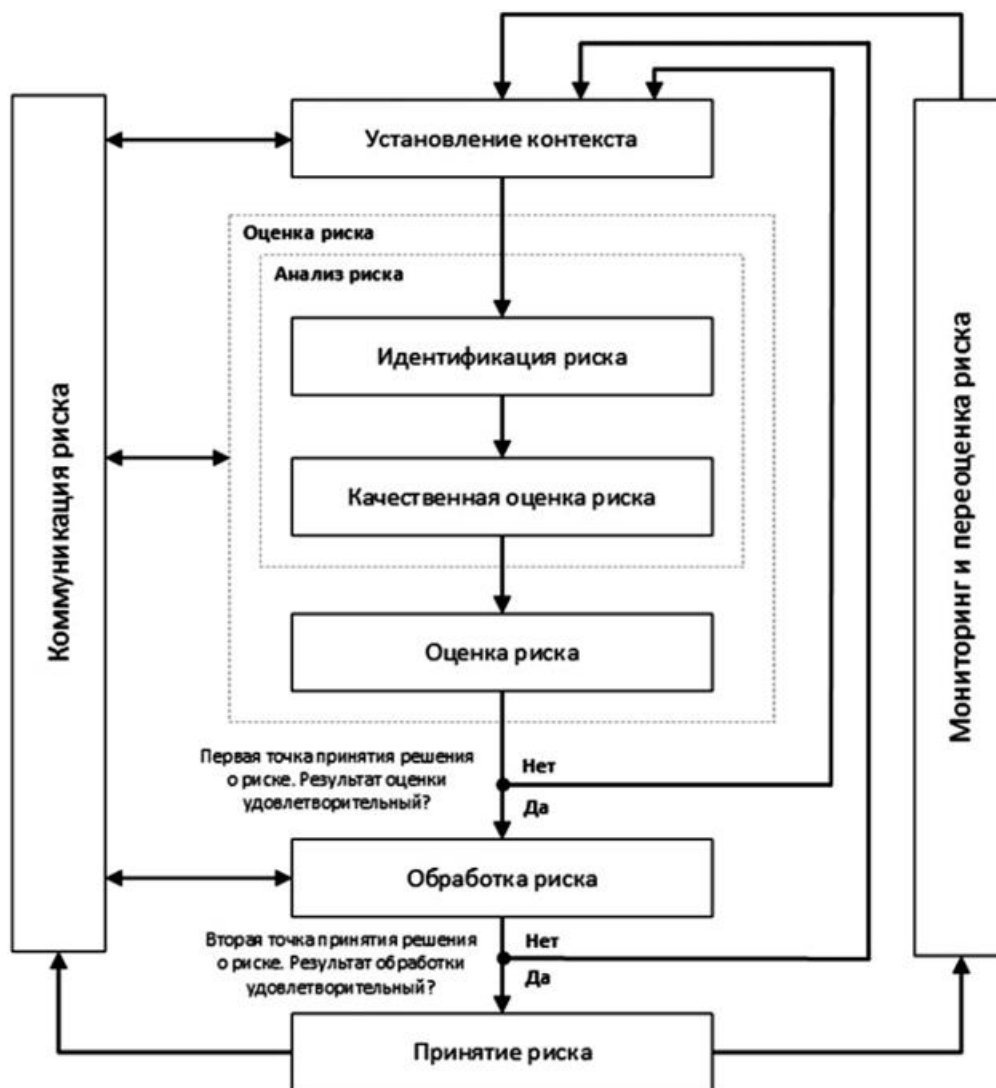 Установление контекста
Оценка риска
Анализ риска
Идентификация риска
Качественная оценка риска
Оценка риска
Первая точка принятия решения
о риске. Результат оценки
удовлетворительный?
Нет
Да
Обработка риска
Вторая точка принятия решения
о риске. Результат обработки
удовлетворительный?
Нет
Да
Принятие риска
Коммуникация риска
Мониторинг и переоценка риска